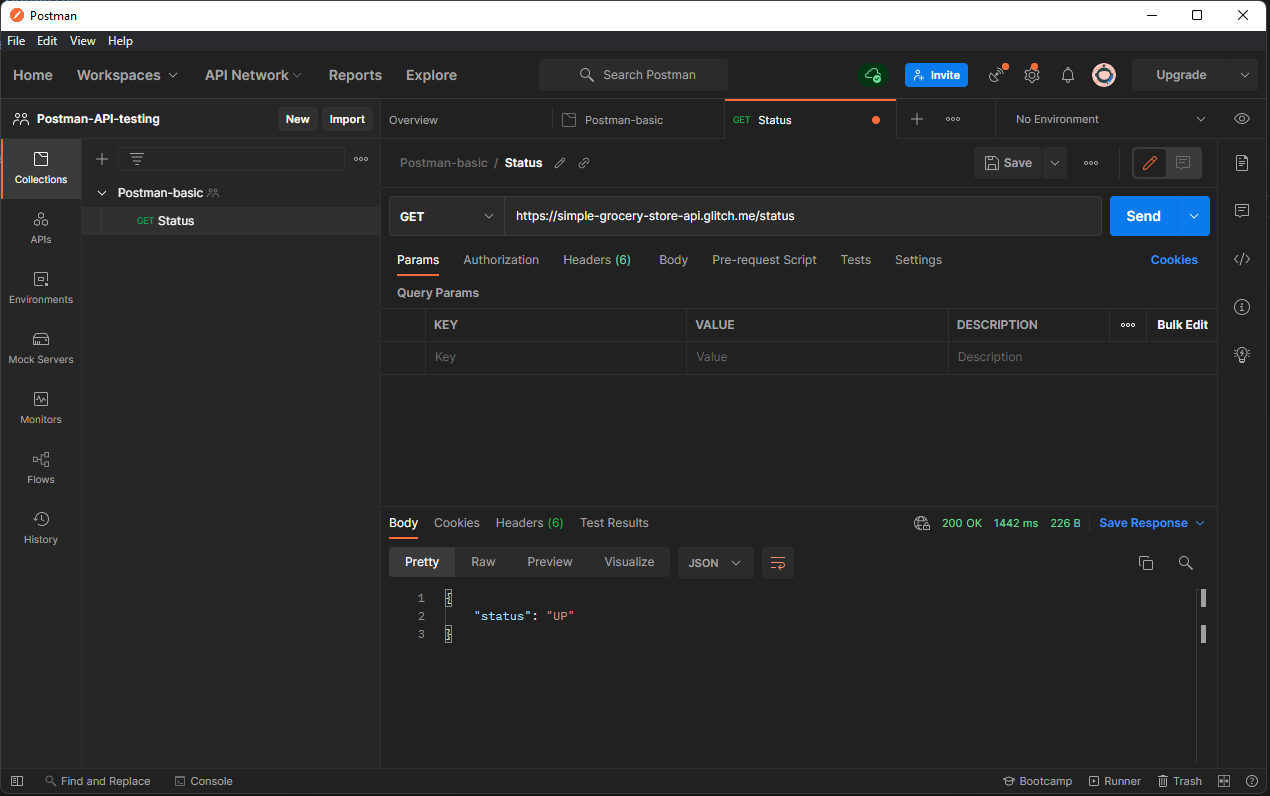 Postman
File Edit View Help
Home Workspaces API Network Reports Explore Search Postman Invite Upgrade
Postman-API-testing New Import Overview Postman-basic GET Status No Environment
Postman-basic / Status Save
Collections
Postman-basic
GET Status
GET https://simple-grocery-store-api.glitch.me/status Send
APIs
Params Authorization Headers (6) Body Pre-request Script Tests Settings Cookies
Query Params
Environments
KEY VALUE DESCRIPTION Bulk Edit
Key Value Description
Mock Servers
Monitors
Flows
History
Body Cookies Headers (6) Test Results 200 OK 1442 ms 226 B Save Response
Pretty Raw Preview Visualize JSON
1 {
2 "status": "UP"
3 }
Find and Replace Console Bootcamp Runner Trash